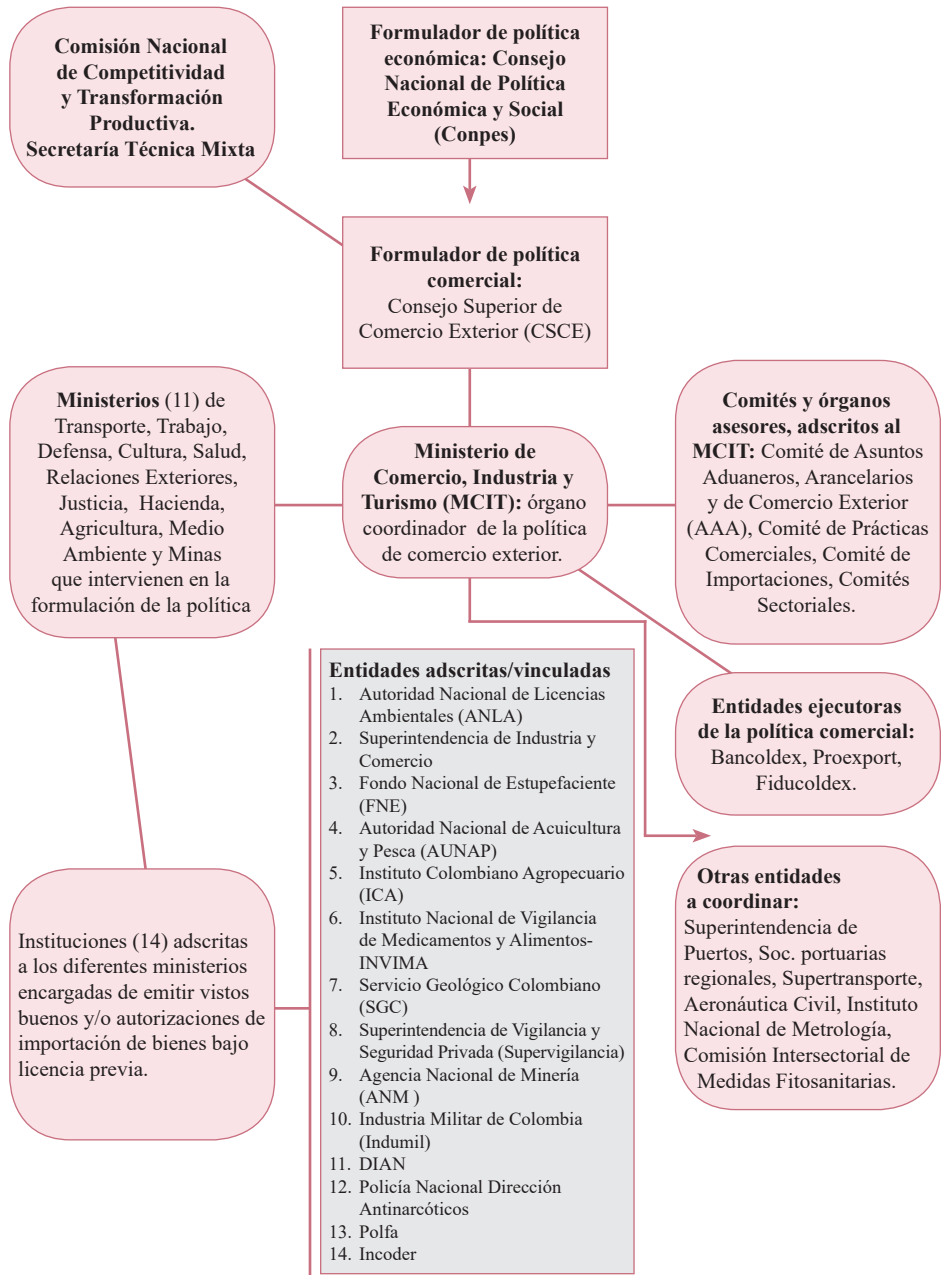 Comisión Nacional
de Competitividad
y Transformación
Productiva.
Secretaría Técnica Mixta
Formulador de política
económica: Consejo
Nacional de Política
Económica y Social
(Conpes)
Formulador de política
comercial:
Consejo Superior de
Comercio Exterior (CSCE)
Ministerios (11) de
Transporte, Trabajo,
Defensa, Cultura, Salud,
Relaciones Exteriores,
Justicia, Hacienda,
Agricultura, Medio
Ambiente y Minas
que intervienen en la
formulación de la política
Ministerio de
Comercio, Industria y
Turismo (MCIT): órgano
coordinador de la política
de comercio exterior.
Comités y órganos
asesores, adscritos al
MCIT: Comité de Asuntos
Aduaneros, Arancelarios
y de Comercio Exterior
(AAA), Comité de Prácticas
Comerciales, Comité de
Importaciones, Comités
Sectoriales.
Entidades ejecutoras
de la política comercial:
Bancoldex, Proexport,
Fiducoldex.
Otras entidades
a coordinar:
Superintendencia de
Puertos, Soc. portuarias
regionales, Supertransporte,
Aeronáutica Civil, Instituto
Nacional de Metrología,
Comisión Intersectorial de
Medidas Fitosanitarias.
Instituciones (14) adscritas
a los diferentes ministerios
encargadas de emitir vistos
buenos y/o autorizaciones de
importación de bienes bajo
licencia previa.
Entidades adscritas/vinculadas
1. Autoridad Nacional de Licencias
Ambientales (ANLA)
2. Superintendencia de Industria y
Comercio
3. Fondo Nacional de Estupefaciente
(FNE)
4. Autoridad Nacional de Acuicultura
y Pesca (AUNAP)
5. Instituto Colombiano Agropecuario
(ICA)
6. Instituto Nacional de Vigilancia
de Medicamentos y Alimentos-
INVIMA
7. Servicio Geológico Colombiano
(SGC)
8. Superintendencia de Vigilancia y
Seguridad Privada (Supervigilancia)
9. Agencia Nacional de Minería
(ANM )
10. Industria Militar de Colombia
(Indumil)
11. DIAN
12. Policía Nacional Dirección
Antinarcóticos
13. Polfa
14. Incoder